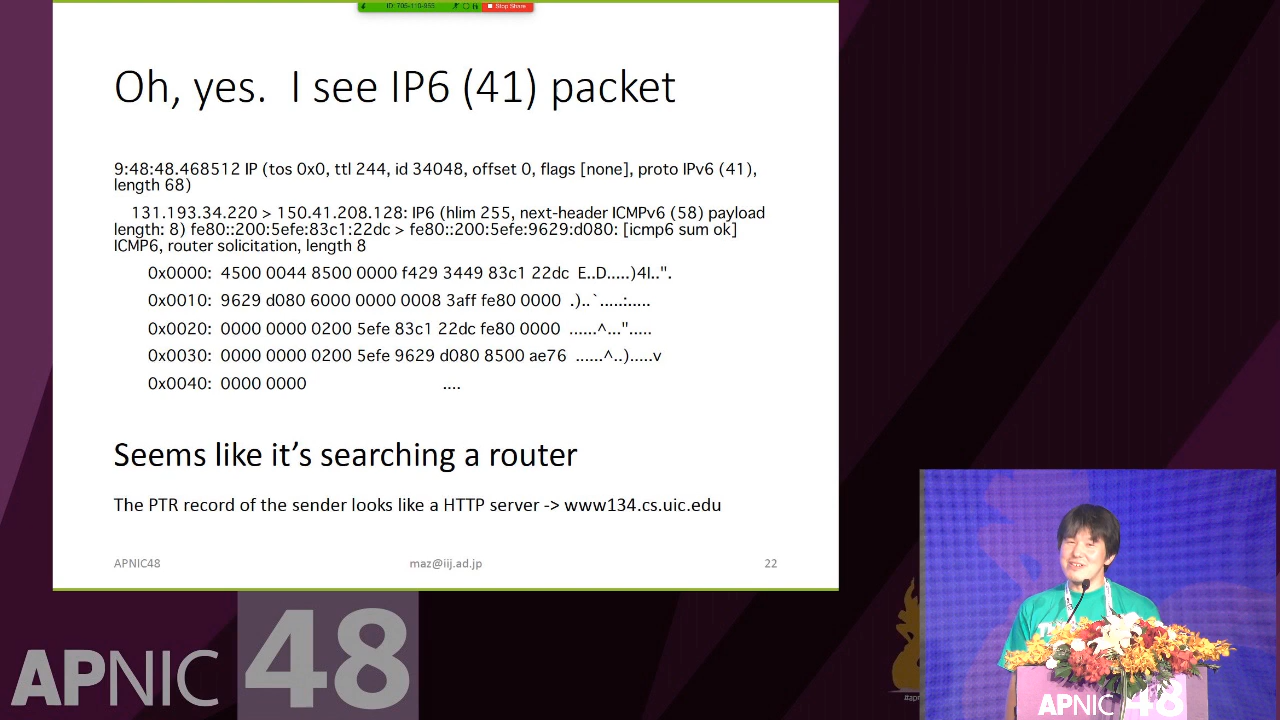 ID: 765-110-955
Stop Share
Oh, yes. I see IP6 (41) packet
9:48:48.468512 IP (tos 0x0, ttl 244, id 34048, offset 0, flags [none], proto IPv6 (41),
length 68)
131.193.34.220 > 150.41.208.128: IP6 (hlim 255, next-header ICMPv6 (58) payload
length: 8) fe80::200:5efe:83c1:22dc > fe80::200:5efe:9629:d080: [icmp6 sum ok]
ICMP6, router solicitation, length 8
0x0000: 4500 0044 8500 0000 f429 3449 83c1 22dc E..D.....)4I..".
0x0010: 9629 d080 6000 0000 0008 3aff fe80 0000 .)..`.....:.....
0x0020: 0000 0000 0200 5efe 83c1 22dc fe80 0000 ......^...".....
0x0030: 0000 0000 0200 5efe 9629 d080 8500 ae76 ......^..).....v
0x0040: 0000 0000 ....
Seems like it's searching a router
The PTR record of the sender looks like a HTTP server -> www134.cs.uic.edu
APNIC48 maz@iij.ad.jp 22
APNIC 48
APNIC 48